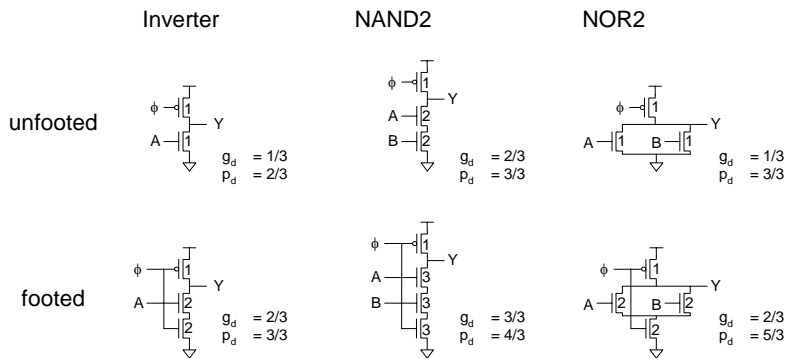 Inverter NAND2 NOR2
unfooted
ϕ 1
A 1
Y
g_d = 1/3
p_d = 2/3
ϕ 1
A 2
B 2
Y
g_d = 2/3
p_d = 3/3
ϕ 1
A 1
B 1
Y
g_d = 1/3
p_d = 3/3
footed
ϕ 1
A 2
2
Y
g_d = 2/3
p_d = 3/3
ϕ 1
A 3
B 3
3
Y
g_d = 3/3
p_d = 4/3
ϕ 1
A 2
B 2
2
Y
g_d = 2/3
p_d = 5/3